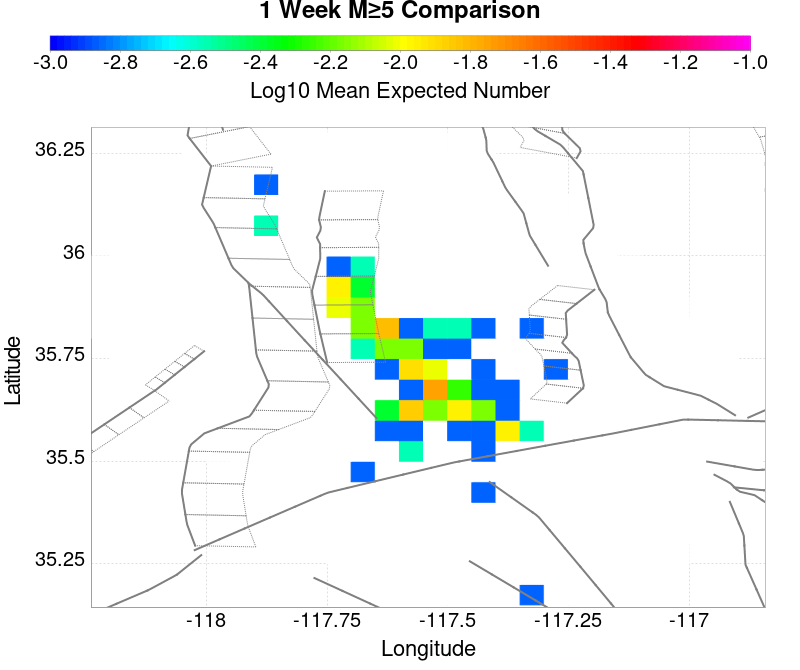 1 Week M≥5 Comparison
-3.0 -2.8 -2.6 -2.4 -2.2 -2.0 -1.8 -1.6 -1.4 -1.2 -1.0
Log10 Mean Expected Number
36.25
36
35.75
35.5
35.25
Latitude
-118 -117.75 -117.5 -117.25 -117
Longitude